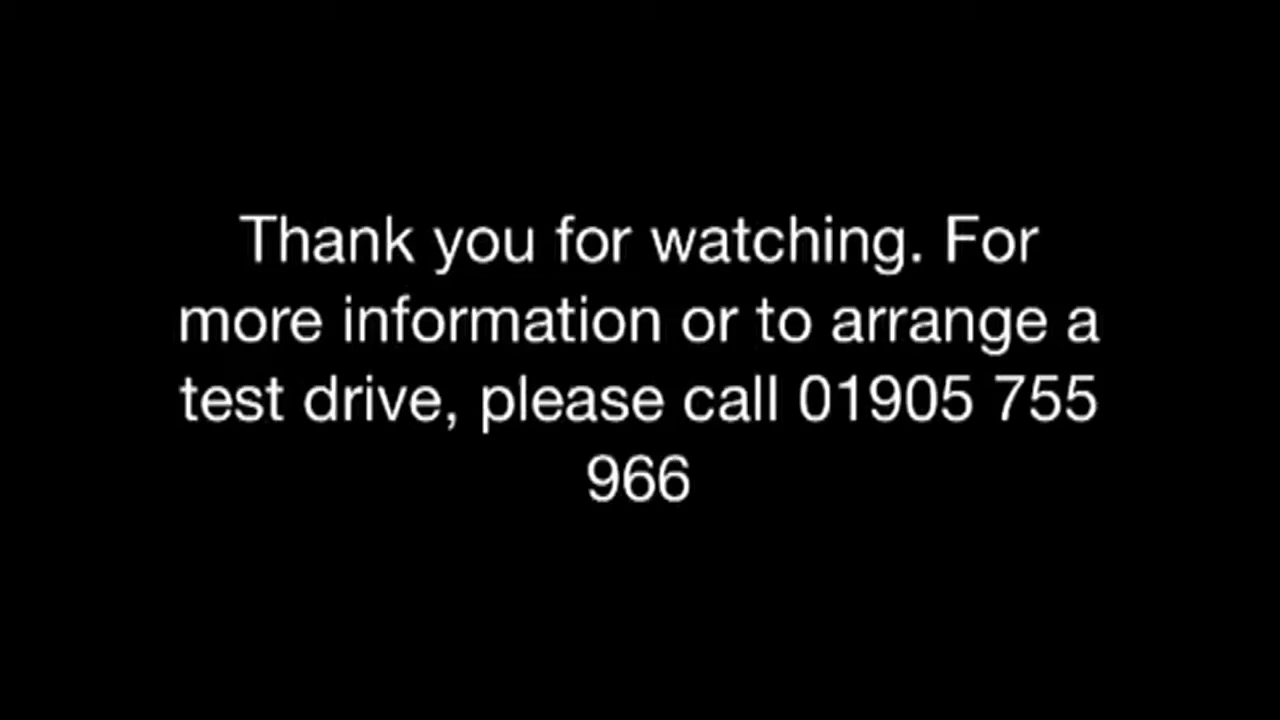 Thank you for watching. For
more information or to arrange a
test drive, please call 01905 755
966